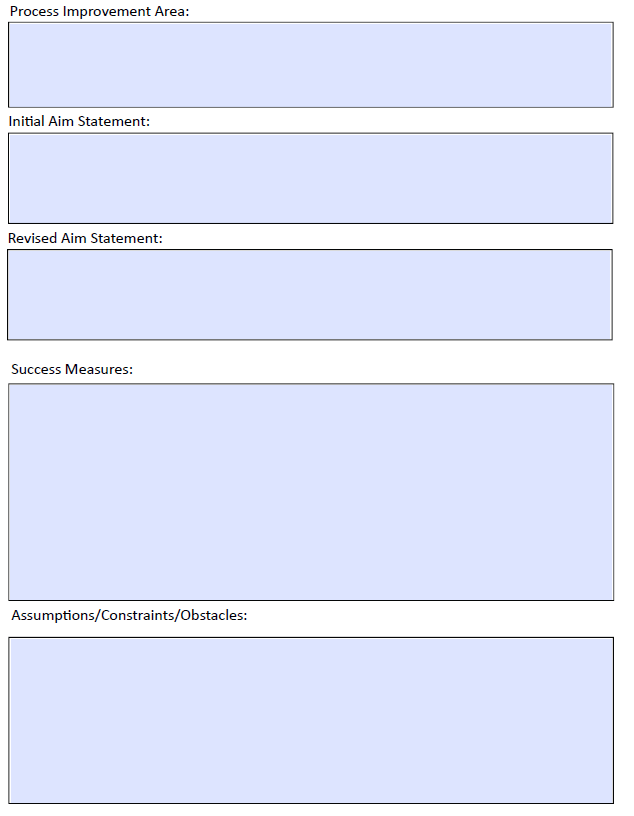 Process Improvement Area:
Initial Aim Statement:
Revised Aim Statement:
Success Measures:
Assumptions/Constraints/Obstacles: